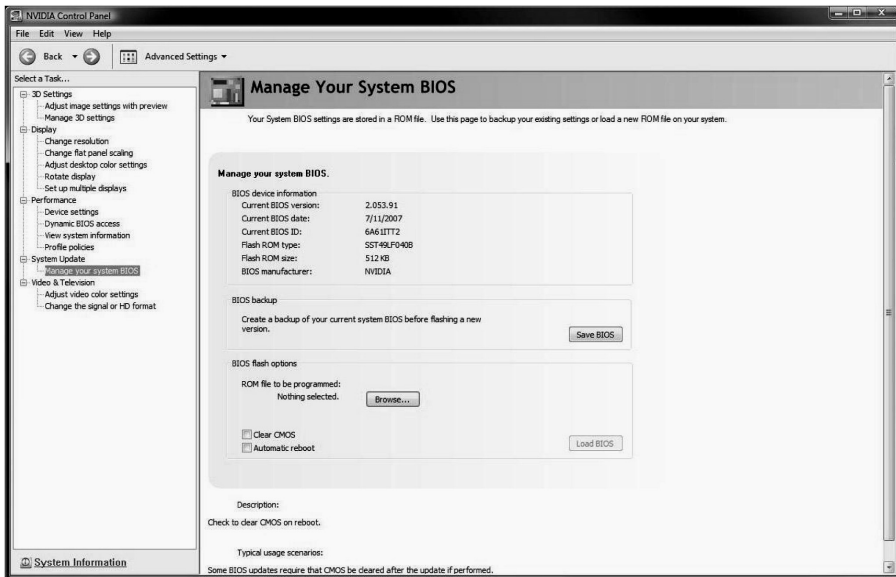 NVIDIA Control Panel
File Edit View Help
Back
Advanced Settings
Select a Task...
3D Settings
Adjust image settings with preview
Manage 3D settings
Display
Change resolution
Change flat panel scaling
Adjust desktop color settings
Rotate display
Set up multiple displays
Performance
Device settings
Dynamic BIOS access
View system information
Profile policies
System Update
Manage your system BIOS
Video & Television
Adjust video color settings
Change the signal or HD format
System Information
Manage Your System BIOS
Your System BIOS settings are stored in a ROM file. Use this page to backup your existing settings or load a new ROM file on your system.
Manage your system BIOS.
BIOS device information
Current BIOS version: 2.053.91
Current BIOS date: 7/11/2007
Current BIOS ID: 6A61ITT2
Flash ROM type: SST49LF040B
Flash ROM size: 512 KB
BIOS manufacturer: NVIDIA
BIOS backup
Create a backup of your current system BIOS before flashing a new
version.
Save BIOS
BIOS flash options
ROM file to be programmed:
Nothing selected.
Browse...
Clear CMOS
Automatic reboot
Load BIOS
Description:
Check to clear CMOS on reboot.
Typical usage scenarios:
Some BIOS updates require that CMOS be cleared after the update if performed.